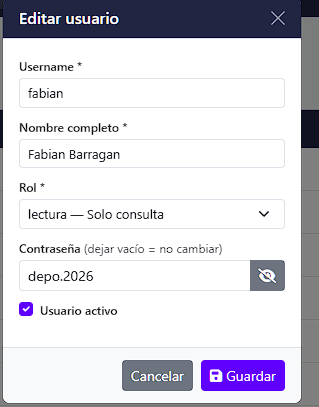 Editar usuario
Username *
fabian
Nombre completo *
Fabian Barragan
Rol *
lectura — Solo consulta
Contraseña (dejar vacío = no cambiar)
depo.2026
Usuario activo
Cancelar Guardar